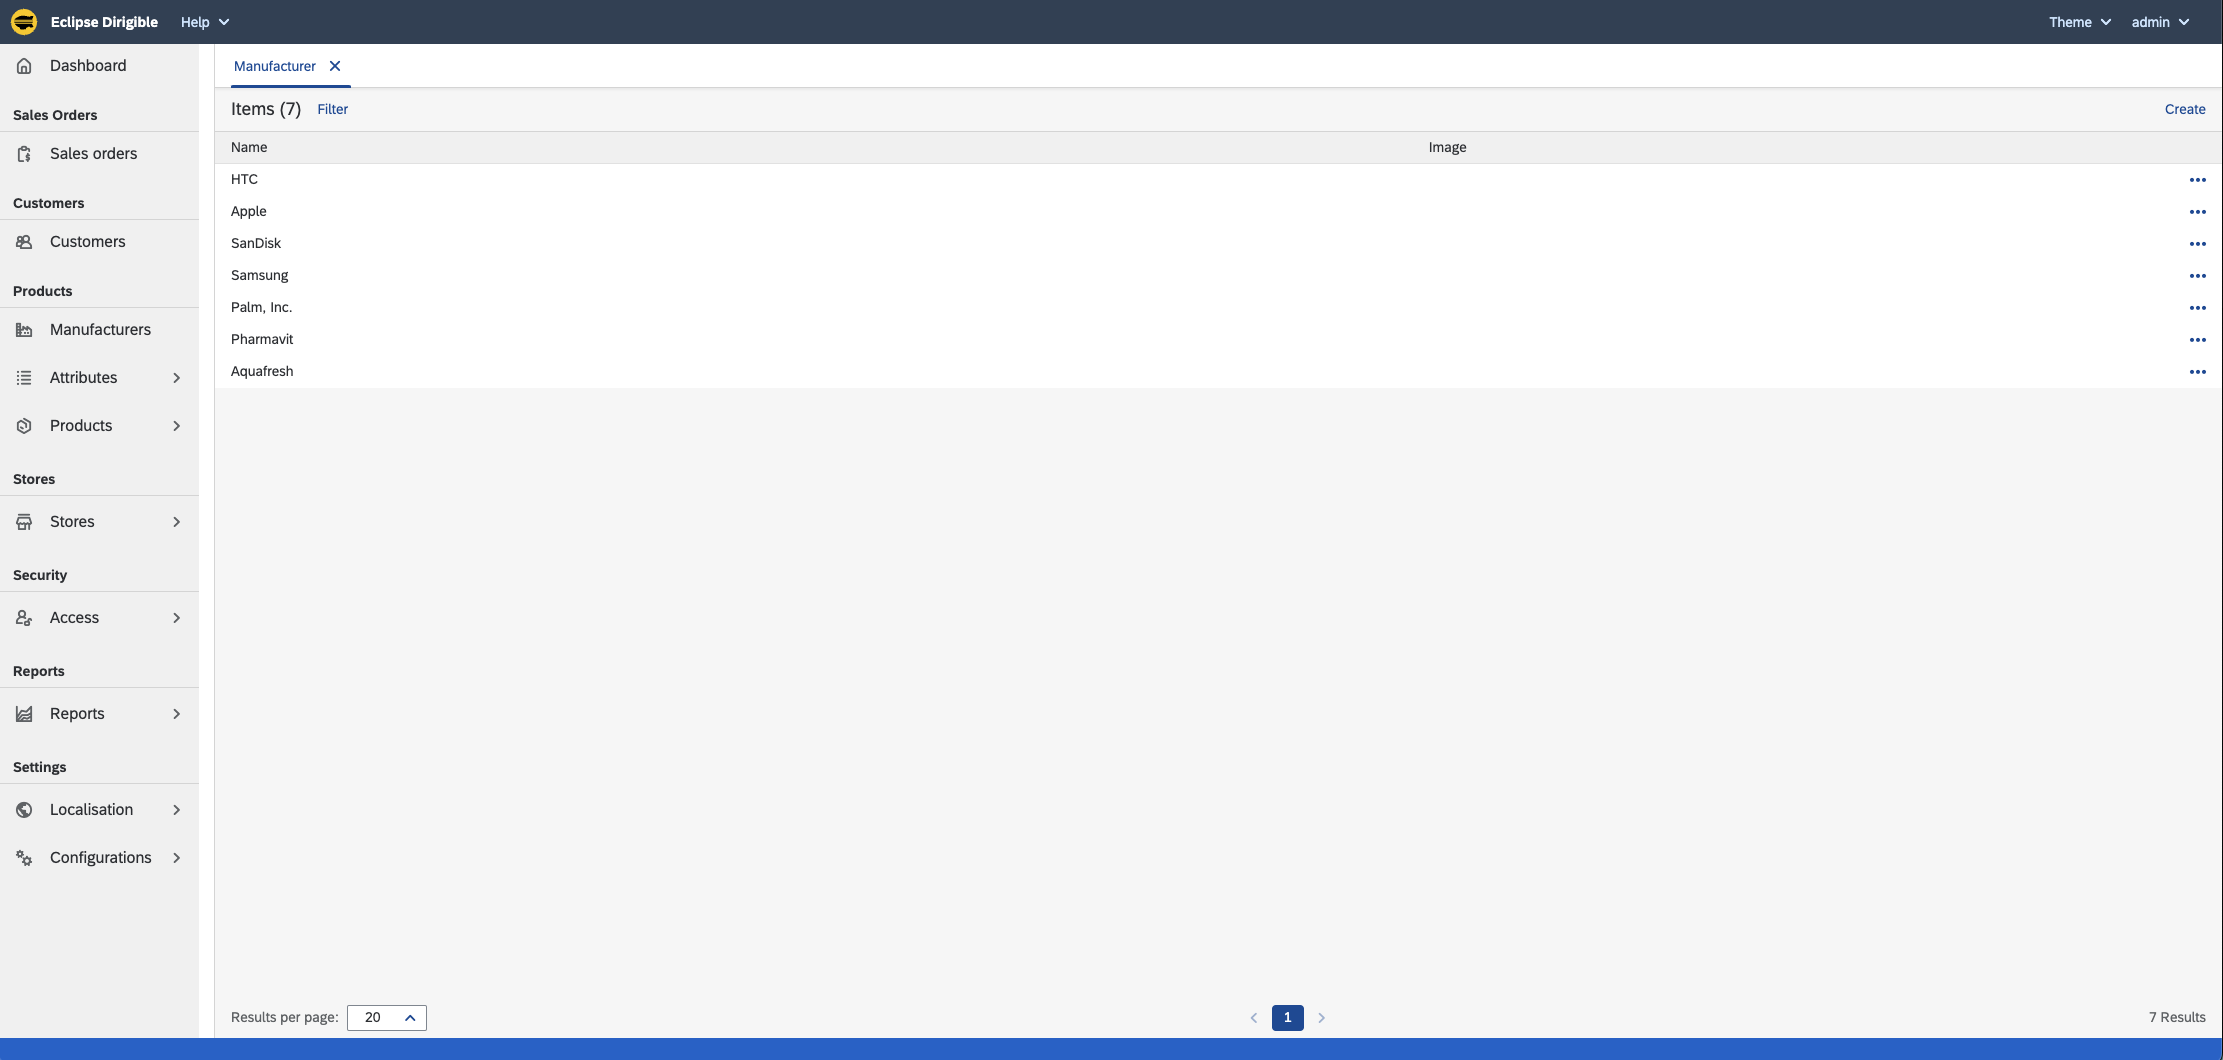 Eclipse Dirigible Help Theme admin
Dashboard
Sales Orders
Sales orders
Customers
Customers
Products
Manufacturers
Attributes
Products
Stores
Stores
Security
Access
Reports
Reports
Settings
Localisation
Configurations
Manufacturer
Items (7) Filter Create
Name Image
HTC
Apple
SanDisk
Samsung
Palm, Inc.
Pharmavit
Aquafresh
Results per page: 20 1 7 Results